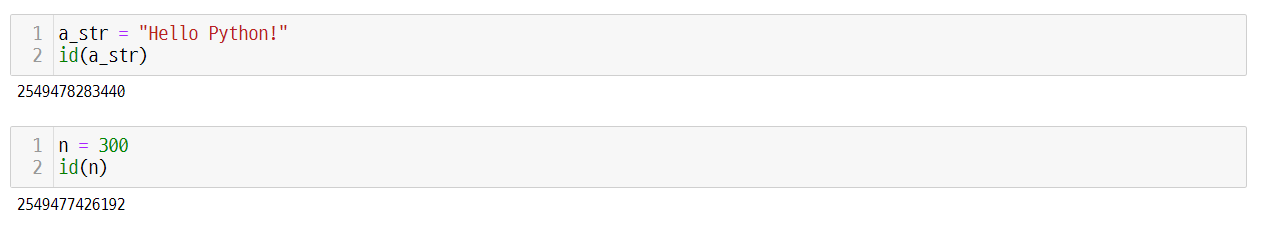 1 a_str = "Hello Python!"
2 id(a_str)
2549478283440
1 n = 300
2 id(n)
2549477426192